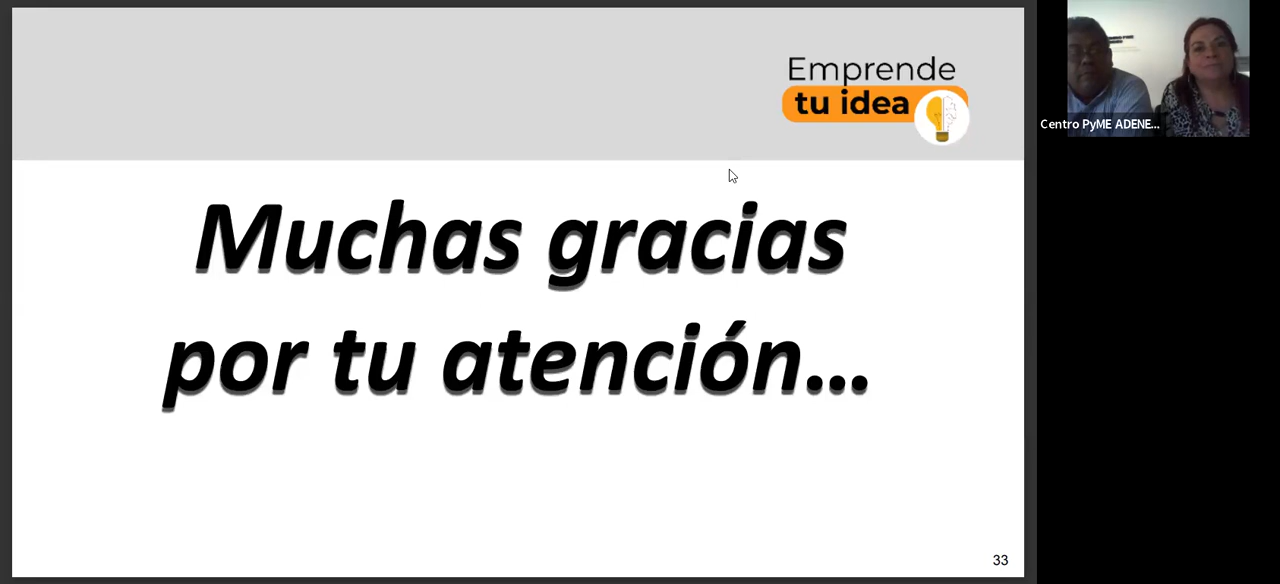 Emprende
tu idea
Muchas gracias
por tu atención...
33
Centro PyME ADENE...